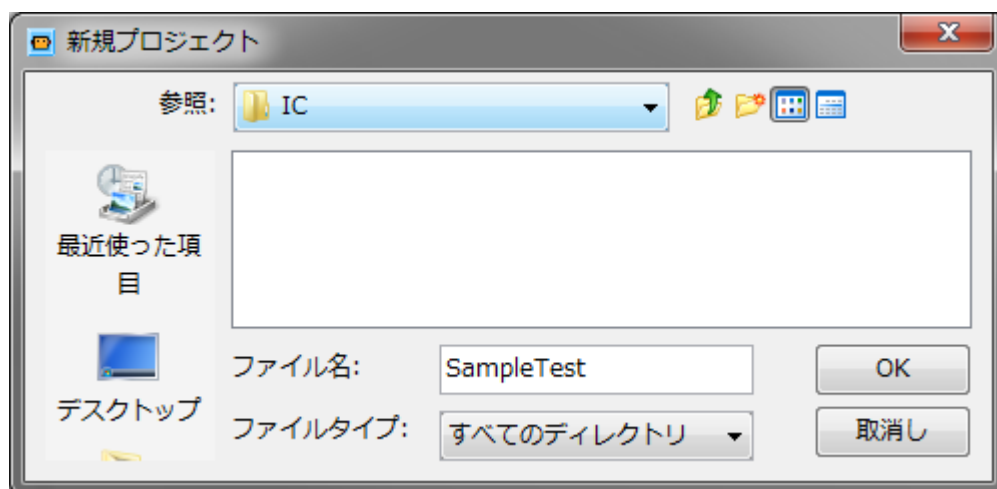 新規プロジェクト
参照: IC
最近使った項
目
デスクトップ
ファイル名: SampleTest OK
ファイルタイプ: すべてのディレクトリ 取消し